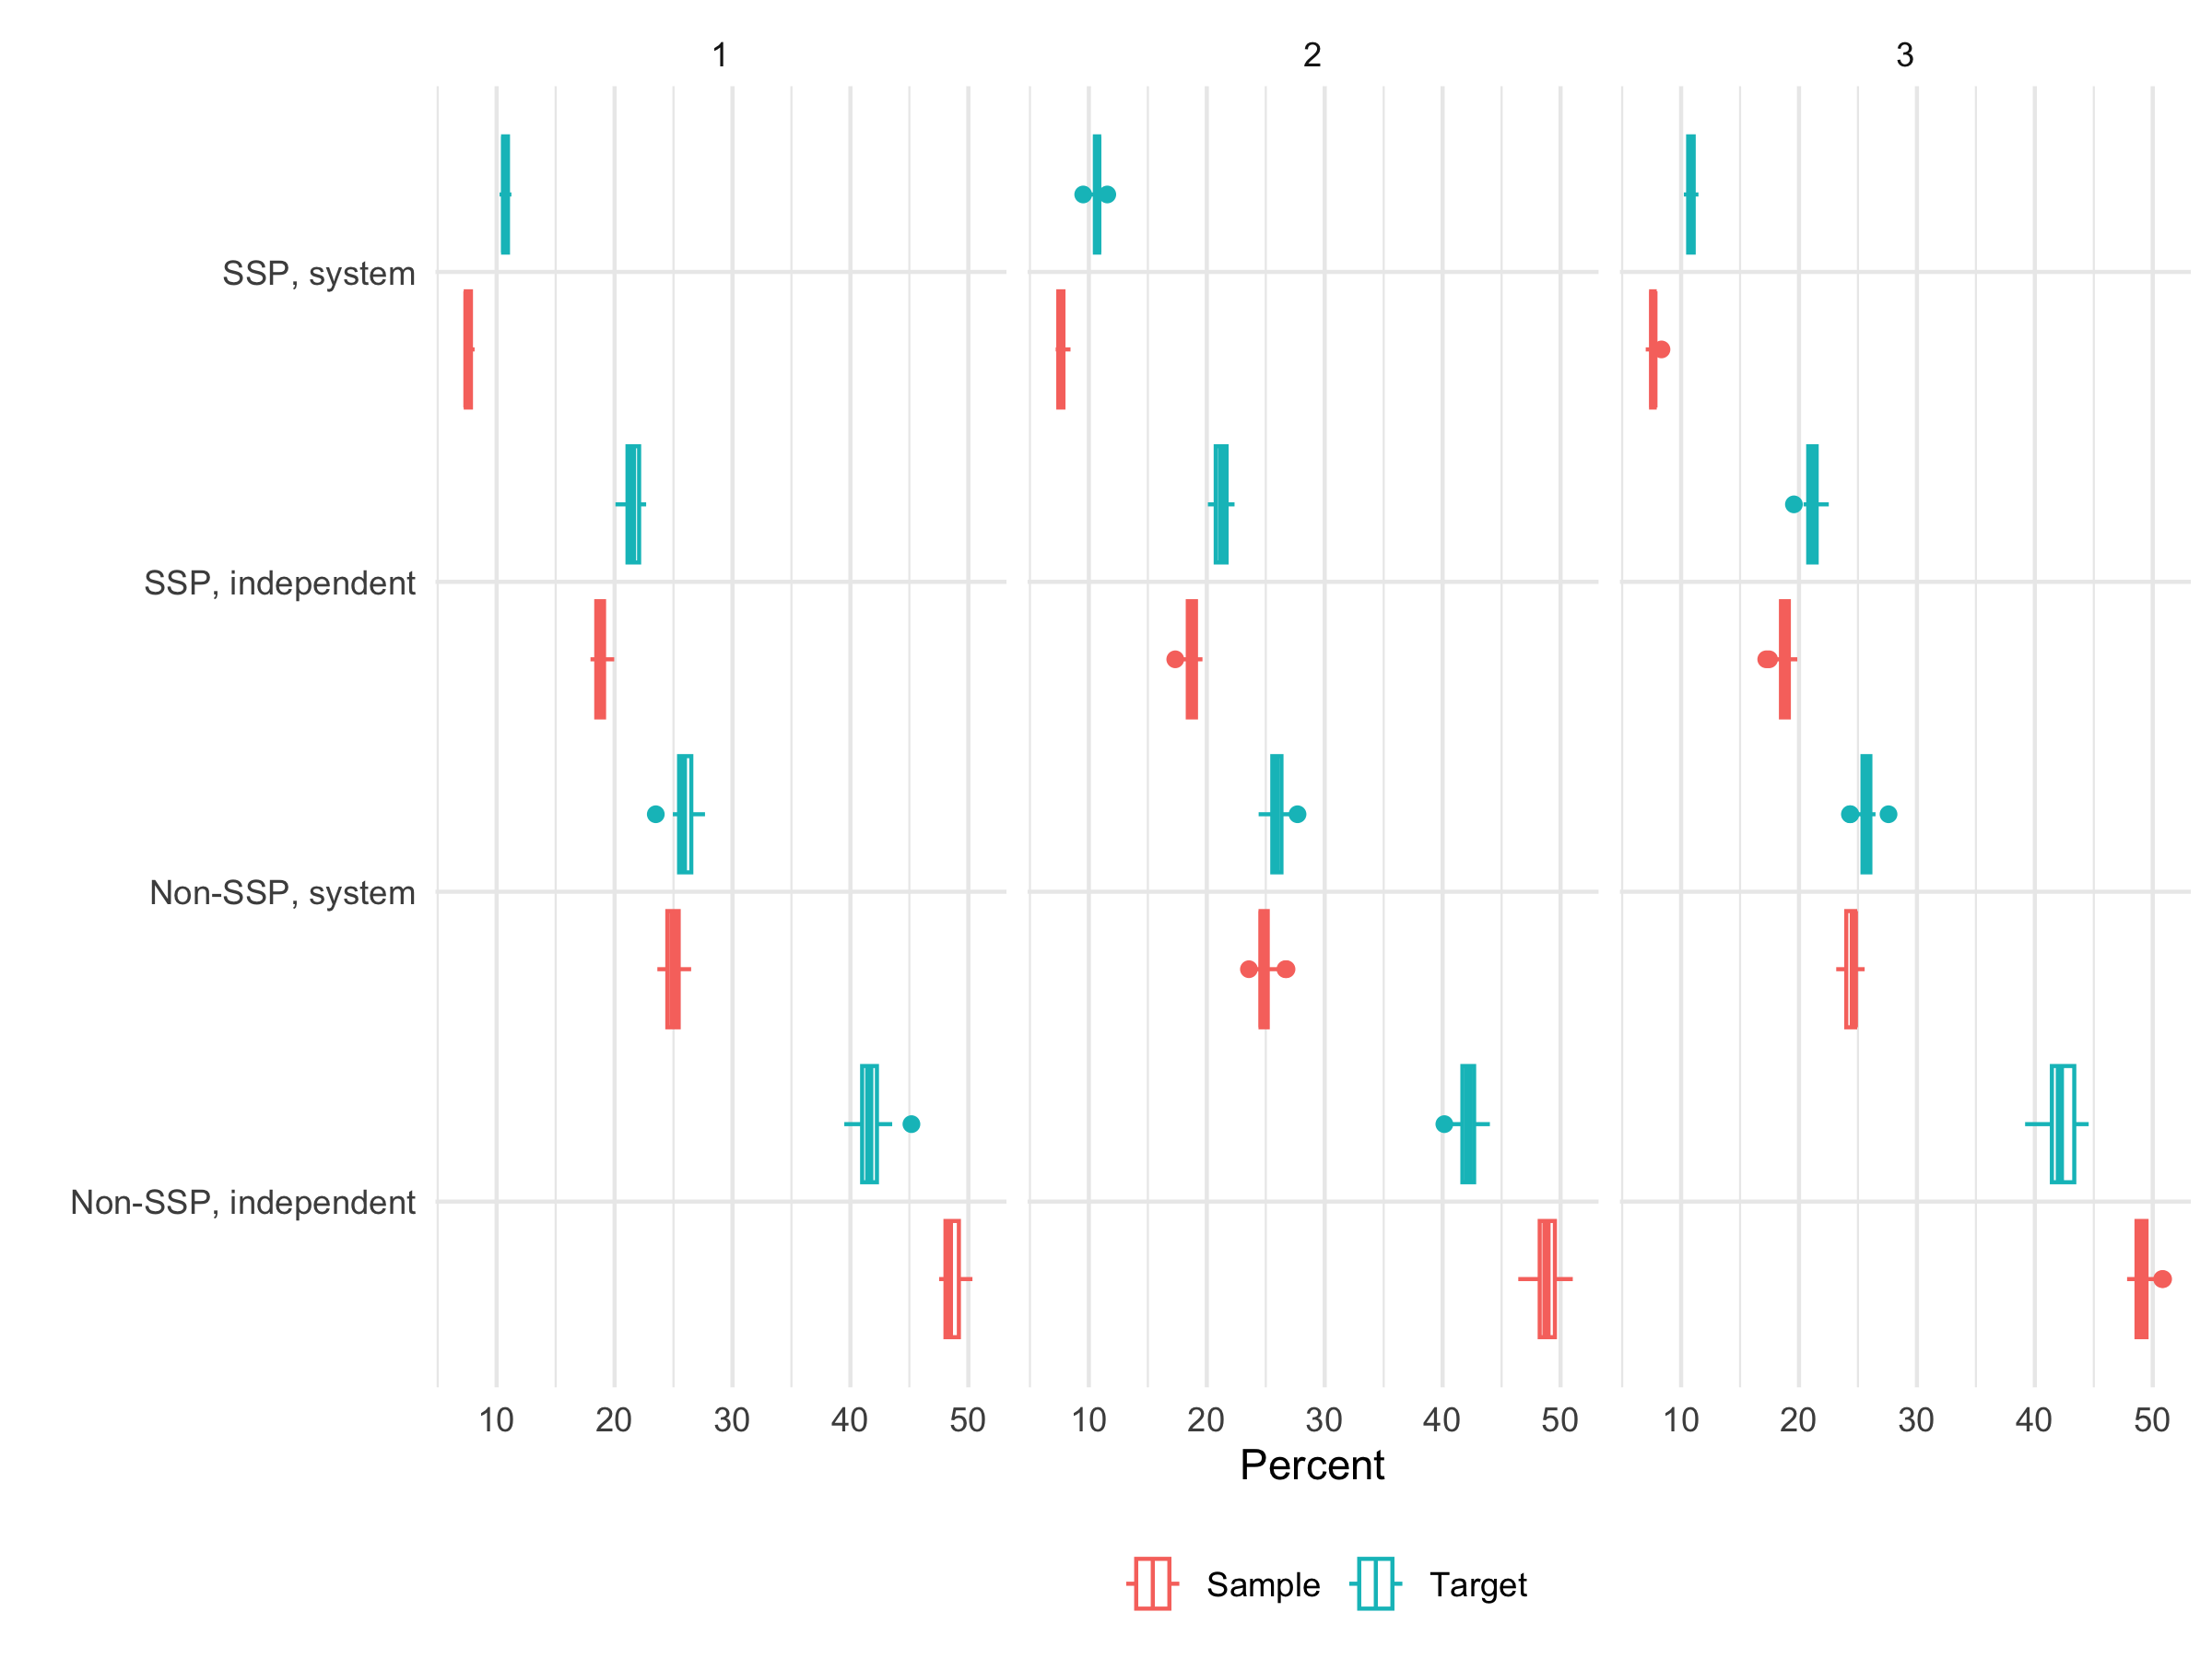 1 2 3
SSP, system
SSP, independent
Non-SSP, system
Non-SSP, independent
10 20 30 40 50 10 20 30 40 50 10 20 30 40 50
Percent
Sample Target